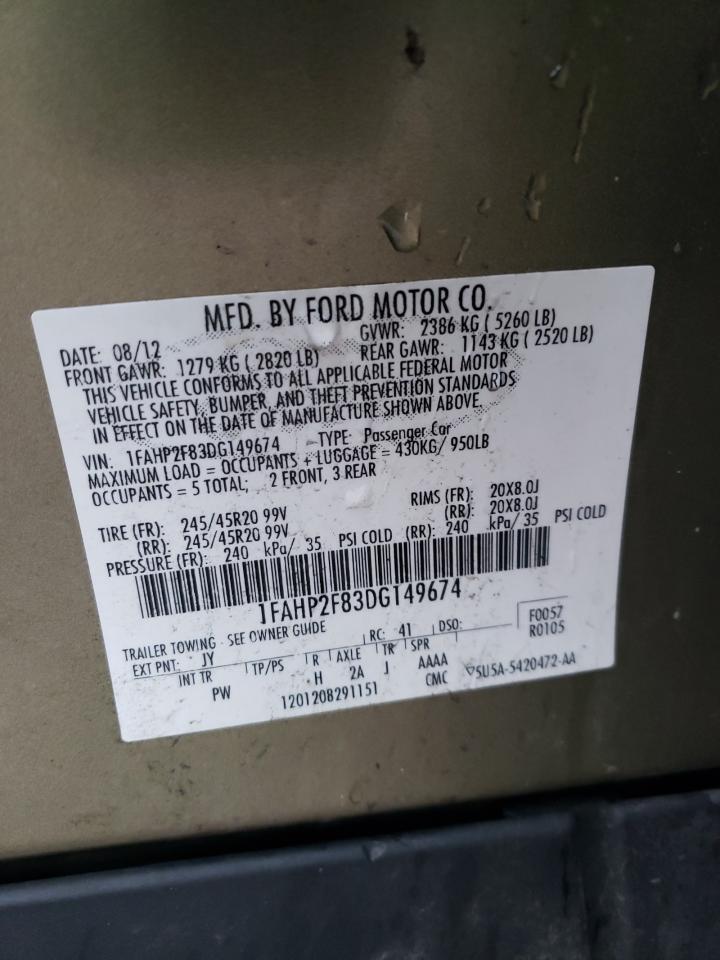 MFD. BY FORD MOTOR CO.
DATE: 08/12 GVWR: 2386 KG ( 5260 LB)
FRONT GAWR: 1279 KG ( 2820 LB) REAR GAWR: 1143 KG ( 2520 LB)
THIS VEHICLE CONFORMS TO ALL APPLICABLE FEDERAL MOTOR
VEHICLE SAFETY, BUMPER, AND THEFT PREVENTION STANDARDS
IN EFFECT ON THE DATE OF MANUFACTURE SHOWN ABOVE.
VIN: 1FAHP2F83DG149674 TYPE: Passenger Car
MAXIMUM LOAD = OCCUPANTS + LUGGAGE = 430KG/ 950LB
OCCUPANTS = 5 TOTAL; 2 FRONT, 3 REAR
TIRE (FR): 245/45R20 99V RIMS (FR): 20X8.0J
(RR): 245/45R20 99V (RR): 20X8.0J
PRESSURE (FR): 240 kPa/ 35 PSI COLD (RR): 240 kPa/ 35 PSI COLD
1FAHP2F83DG149674
TRAILER TOWING - SEE OWNER GUIDE
F0057
R0105
EXT PNT: JY RC: 41 DSO:
INT TR TP/PS R AXLE TR SPR
PW H 2A J AAAA
1201208291151 CMC ▽5U5A-5420472-AA